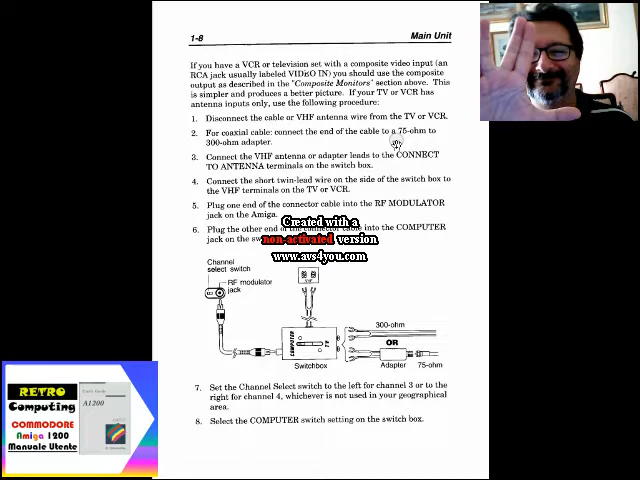 1-8 Main Unit
If you have a VCR or television set with a composite video input (an
RCA jack usually labeled VIDEO IN) you should use the composite
output as described in the "Composite Monitors" section above. This
is simpler and produces a better picture. If your TV or VCR has
antenna inputs only, use the following procedure:
1. Disconnect the cable or VHF antenna wire from the TV or VCR.
2. For coaxial cable: connect the end of the cable to a 75-ohm to
300-ohm adapter.
3. Connect the VHF antenna or adapter leads to the CONNECT
TO ANTENNA terminals on the switch box.
4. Connect the short twin-lead wire on the side of the switch box to
the VHF terminals on the TV or VCR.
5. Plug one end of the connector cable into the RF MODULATOR
jack on the Amiga.
6. Plug the other end of the connector cable into the COMPUTER
jack on the
Created with a
non-activated version
www.avs4you.com
Channel
select switch
RF modulator
jack
VHF
COMPUTER
TV
Switchbox
300-ohm
OR
Adapter 75-ohm
7. Set the Channel Select switch to the left for channel 3 or to the
right for channel 4, whichever is not used in your geographical
area.
8. Select the COMPUTER switch setting on the switch box.
RETRO
Computing
COMMODORE
Amiga 1200
Manuale Utente
A1200